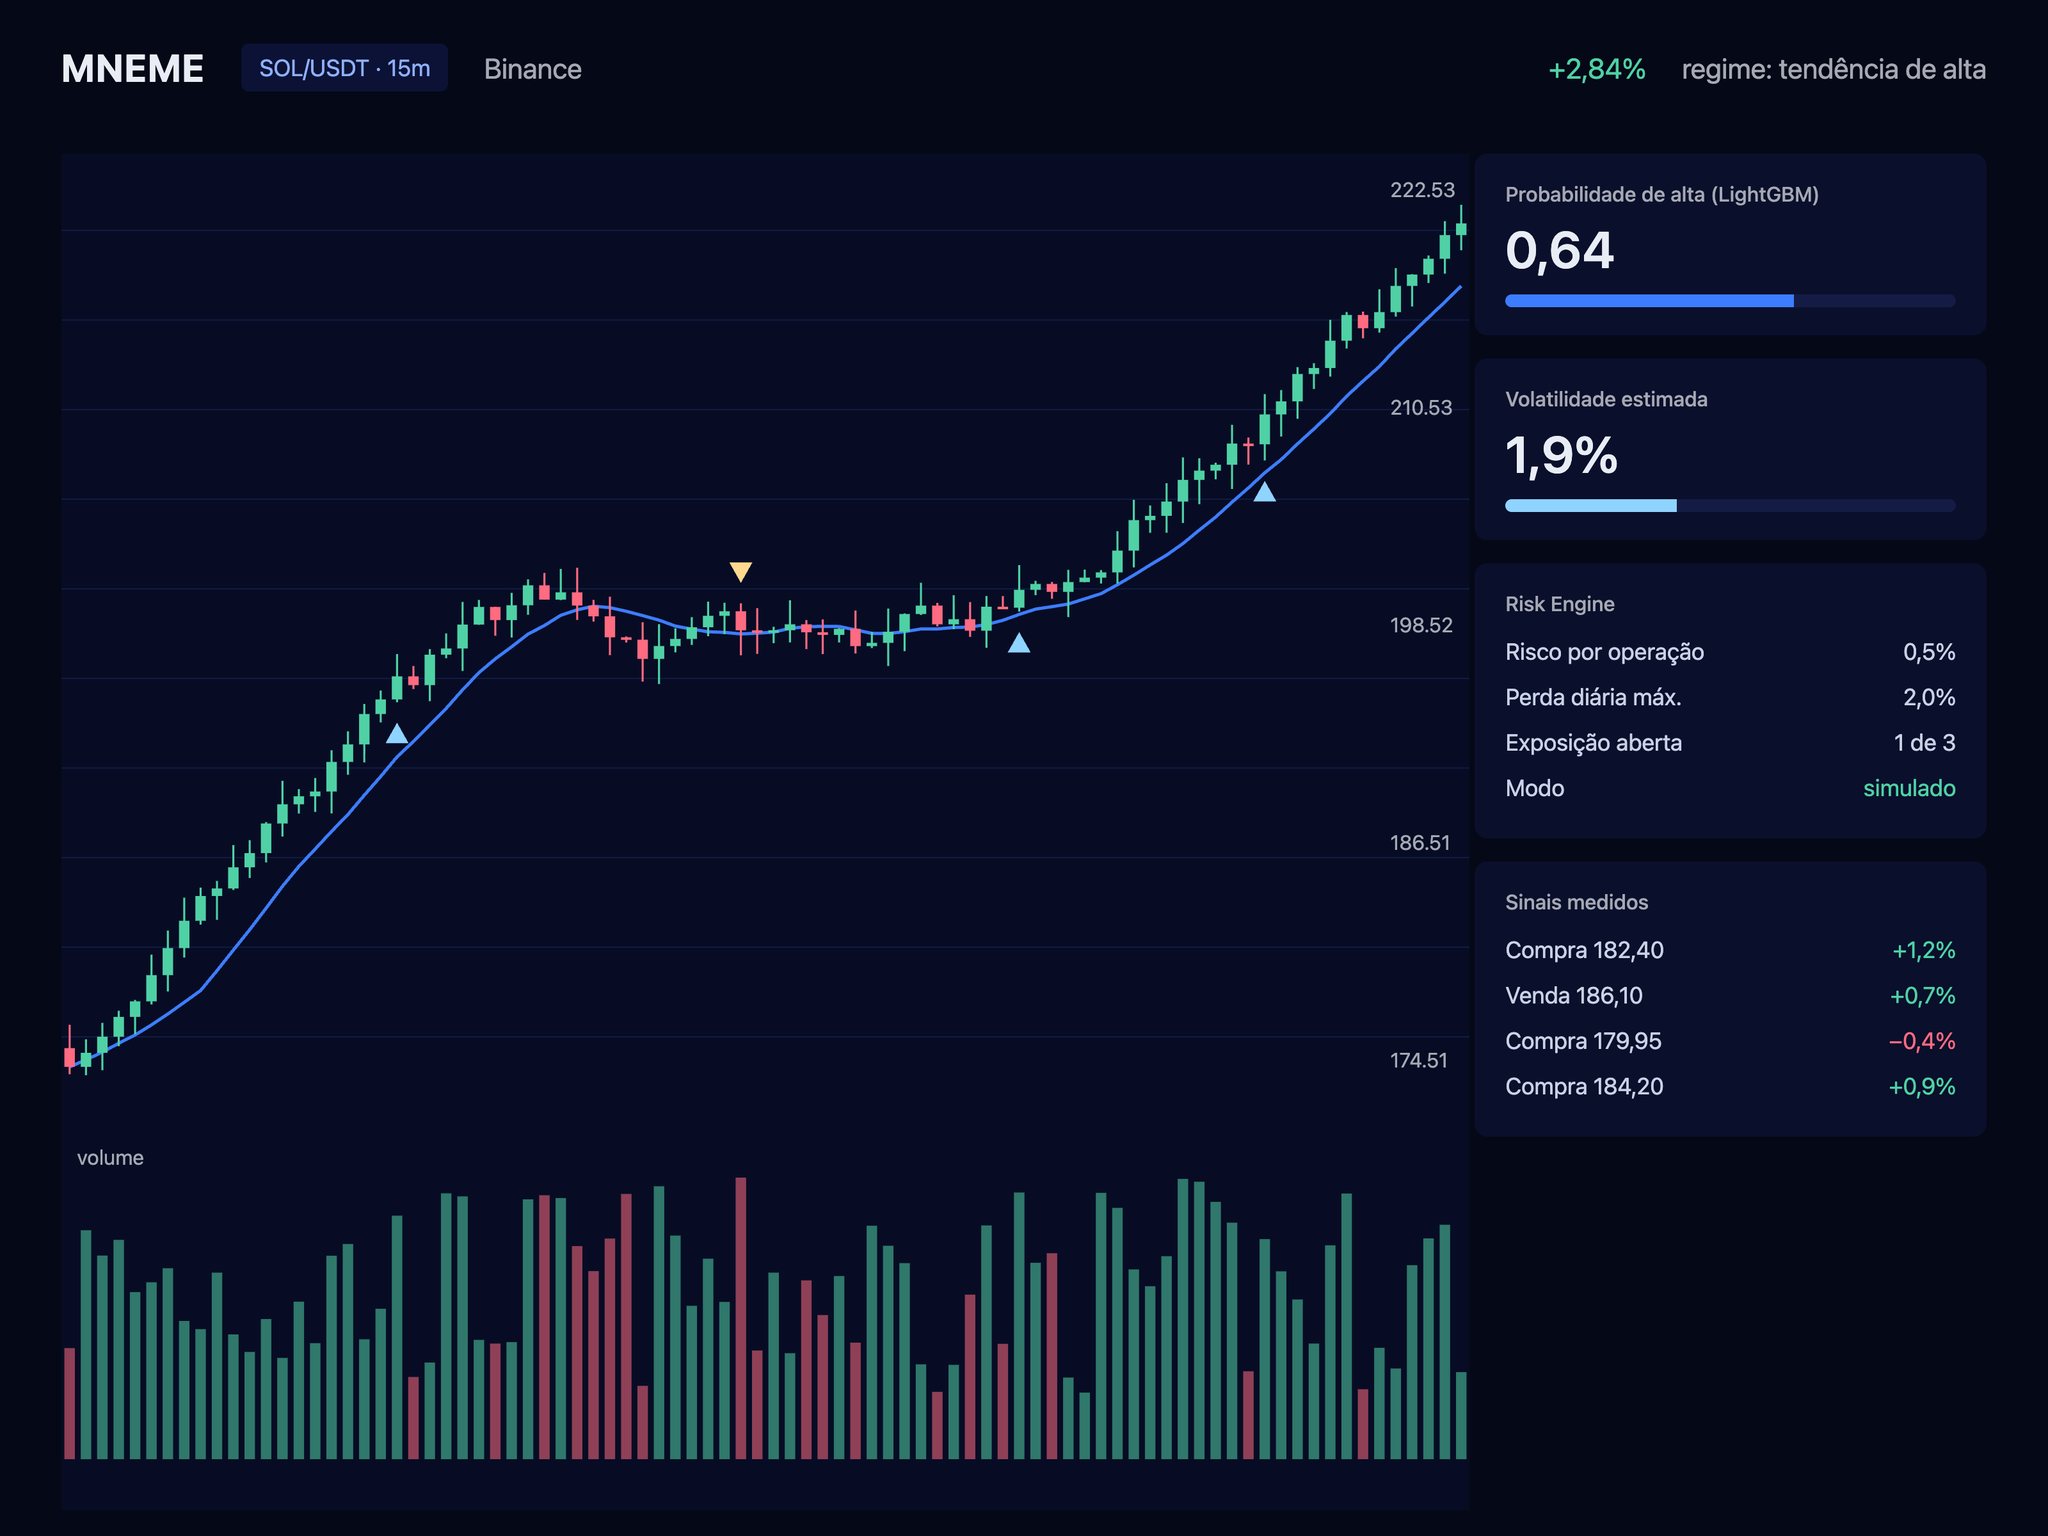 MNEME
SOL/USDT · 15m
Binance
+2,84%
regime: tendência de alta
222.53
210.53
198.52
186.51
174.51
volume
Probabilidade de alta (LightGBM)
0,64
Volatilidade estimada
1,9%
Risk Engine
Risco por operação 0,5%
Perda diária máx. 2,0%
Exposição aberta 1 de 3
Modo simulado
Sinais medidos
Compra 182,40 +1,2%
Venda 186,10 +0,7%
Compra 179,95 −0,4%
Compra 184,20 +0,9%